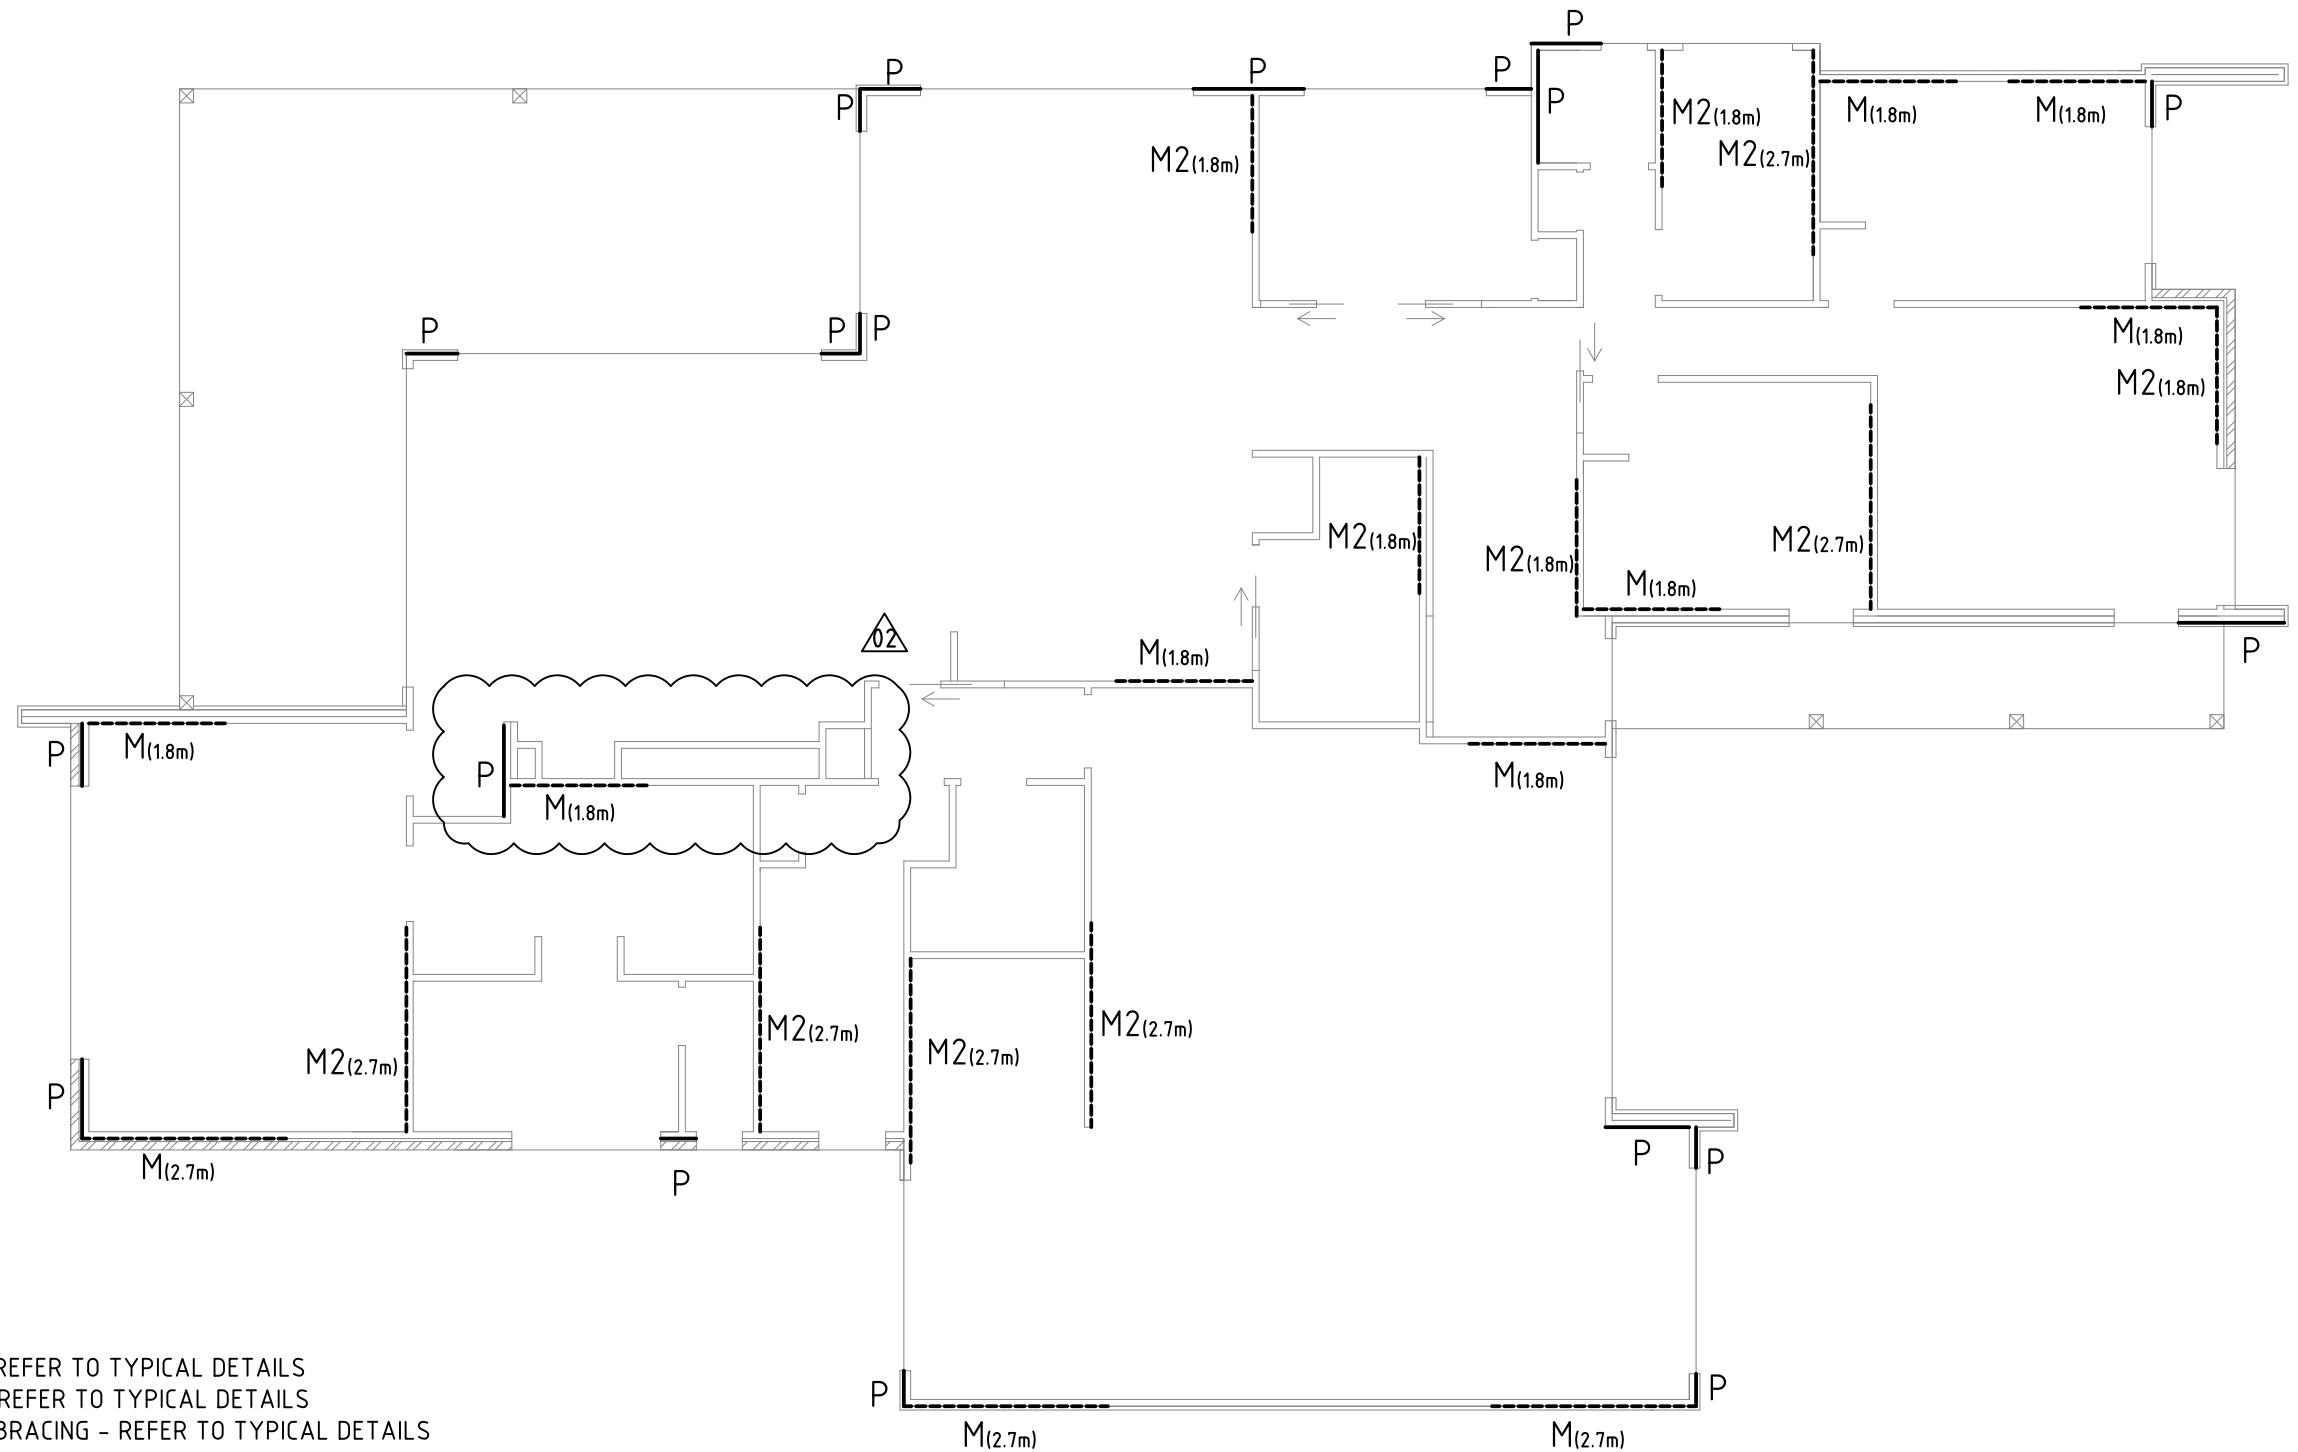 P
P
P
P
P
P
P
M2(1.8m)
M2(1.8m)
M2(2.7m)
M(1.8m)
M(1.8m)
P
P
P
P
M(1.8m)
M2(1.8m)
M2(1.8m)
M2(1.8m)
M2(2.7m)
M(1.8m)
02
M(1.8m)
P
P
M(1.8m)
P
M(1.8m)
M(1.8m)
M2(2.7m)
M2(2.7m)
M2(2.7m)
M2(2.7m)
P
M(2.7m)
P
P
P
P
P
M(2.7m)
M(2.7m)
REFER TO TYPICAL DETAILS
REFER TO TYPICAL DETAILS
BRACING - REFER TO TYPICAL DETAILS